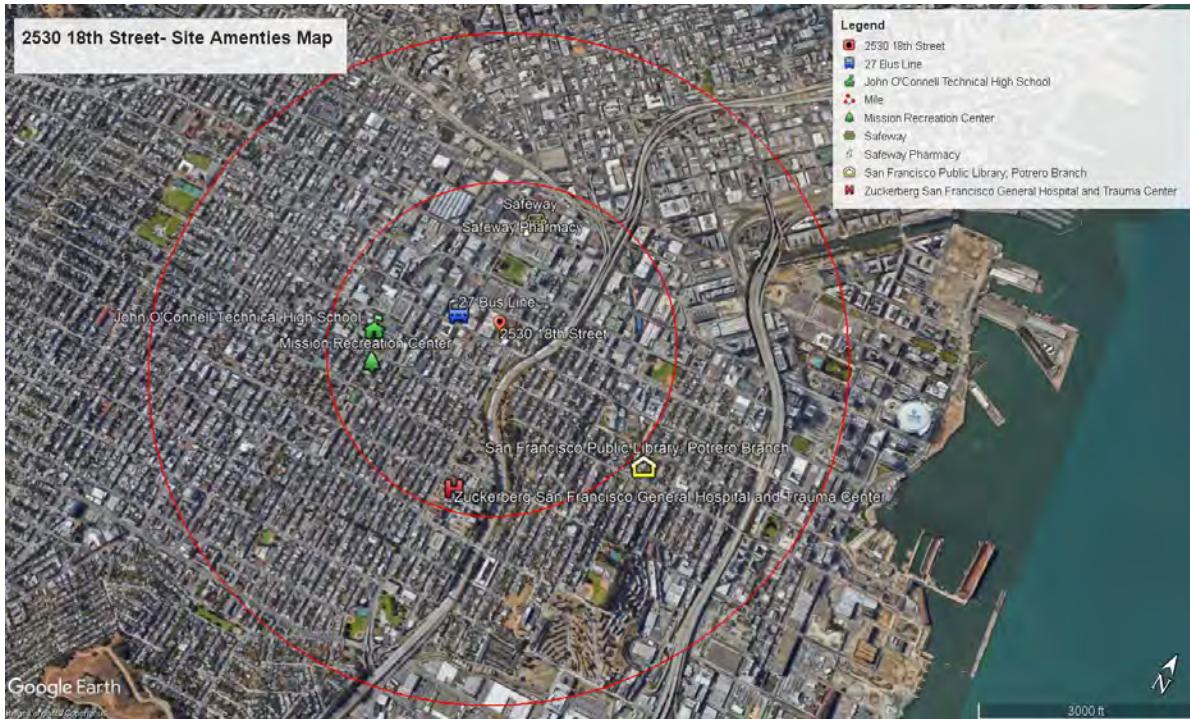 2530 18th Street- Site Amenties Map
Legend
2530 18th Street
27 Bus Line
John O'Connell Technical High School
Mile
Mission Recreation Center
Safeway
Safeway Pharmacy
San Francisco Public Library, Potrero Branch
Zuckerberg San Francisco General Hospital and Trauma Center
Safeway
Safeway Pharmacy
27 Bus Line
John O'Connell Technical High School
2530 18th Street
Mission Recreation Center
San Francisco Public Library, Potrero Branch
Zuckerberg San Francisco General Hospital and Trauma Center
Google Earth
N
3000 ft